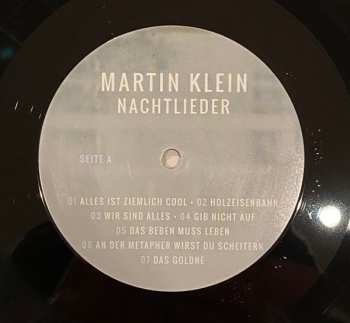 MARTIN KLEIN
NACHTLIEDER
SEITE A
01 ALLES IST ZIEMLICH COOL • 02 HOLZEISENBAHN
03 WIR SIND ALLES • 04 GIB NICHT AUF
05 DAS BEBEN MUSS LEBEN
06 AN DER METAPHER WIRST DU SCHEITERN
07 DAS GOLDNE